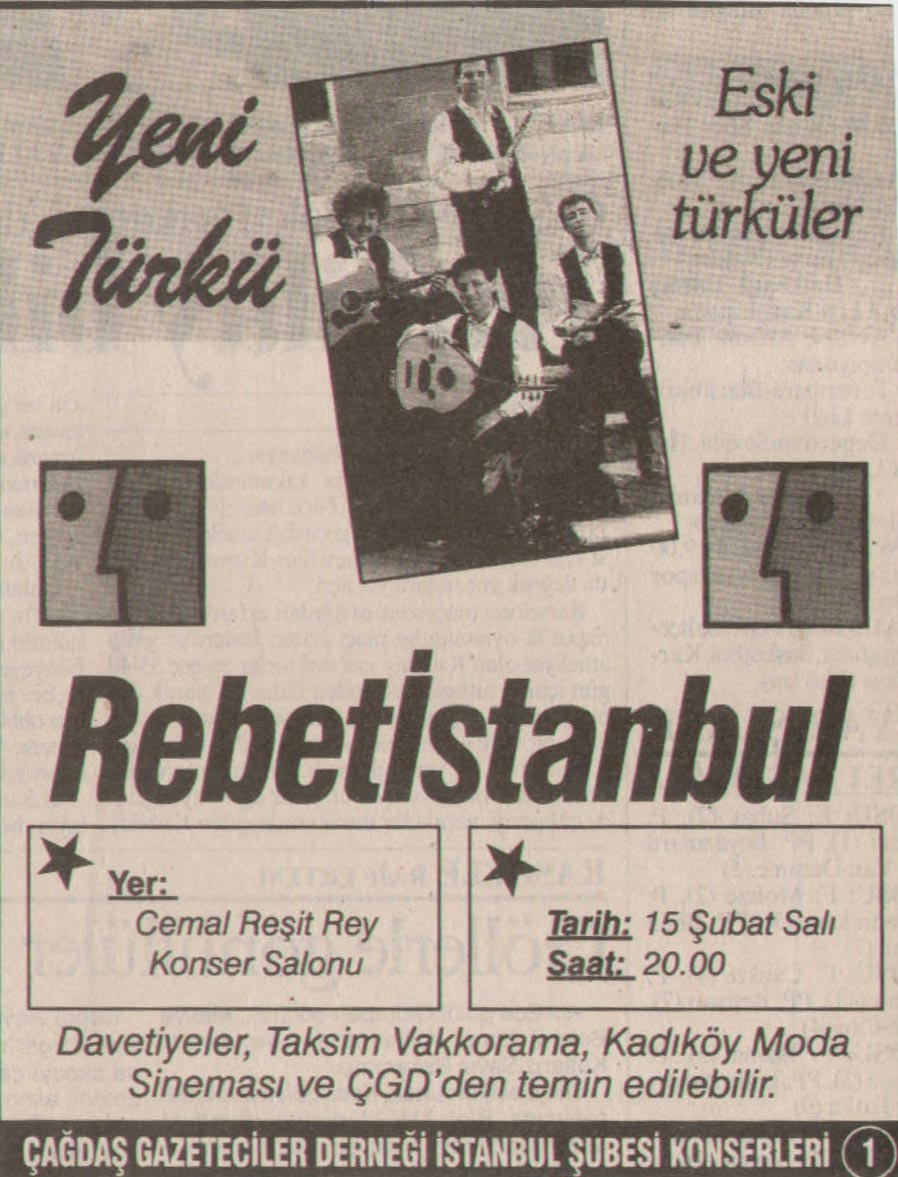 Yeni
Türkü
Eski
ve yeni
türküler
Rebetİstanbul
Yer:
Cemal Reşit Rey
Konser Salonu
Tarih: 15 Şubat Salı
Saat: 20.00
Davetiyeler, Taksim Vakkorama, Kadıköy Moda
Sineması ve ÇGD'den temin edilebilir.
ÇAĞDAŞ GAZETECİLER DERNEĞİ İSTANBUL ŞUBESİ KONSERLERİ 1